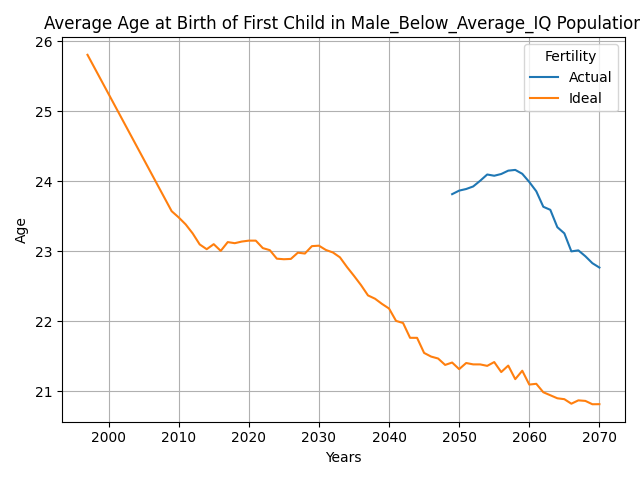 Average Age at Birth of First Child in Male_Below_Average_IQ Population
26
25
24
23
22
21
Age
Fertility
Actual
Ideal
2000 2010 2020 2030 2040 2050 2060 2070
Years